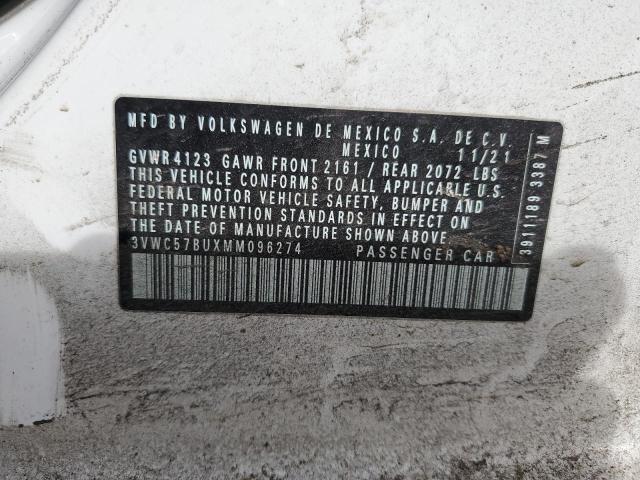 MFD BY VOLKSWAGEN DE MEXICO S.A. DE C.V.
MEXICO 11/21
GVWR4123 GAWR FRONT 2161 / REAR 2072 LBS
THIS VEHICLE CONFORMS TO ALL APPLICABLE U.S.
FEDERAL MOTOR VEHICLE SAFETY, BUMPER AND
THEFT PREVENTION STANDARDS IN EFFECT ON
THE DATE OF MANUFACTURE SHOWN ABOVE.
3VWC57BUXMM096274 PASSENGER CAR
3911189 3387 M